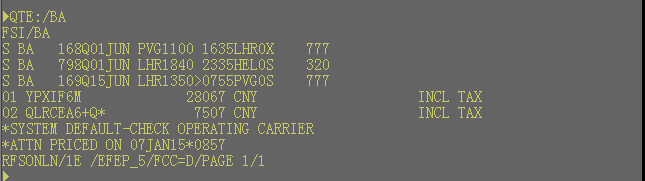 ▶QTE:/BA
FSI/BA
S BA   168Q01JUN PVG1100 1635LHR0X    777
S BA   798Q01JUN LHR1840 2335HEL0S    320
S BA   169Q15JUN LHR1350>0755PVG0S    777
01 YPXIF6M              28067 CNY                    INCL TAX
02 QLRCEA6+Q*            7507 CNY                    INCL TAX
*SYSTEM DEFAULT-CHECK OPERATING CARRIER
*ATTN PRICED ON 07JAN15*0857
RFSONLN/1E /EFEP_5/FCC=D/PAGE 1/1
▶